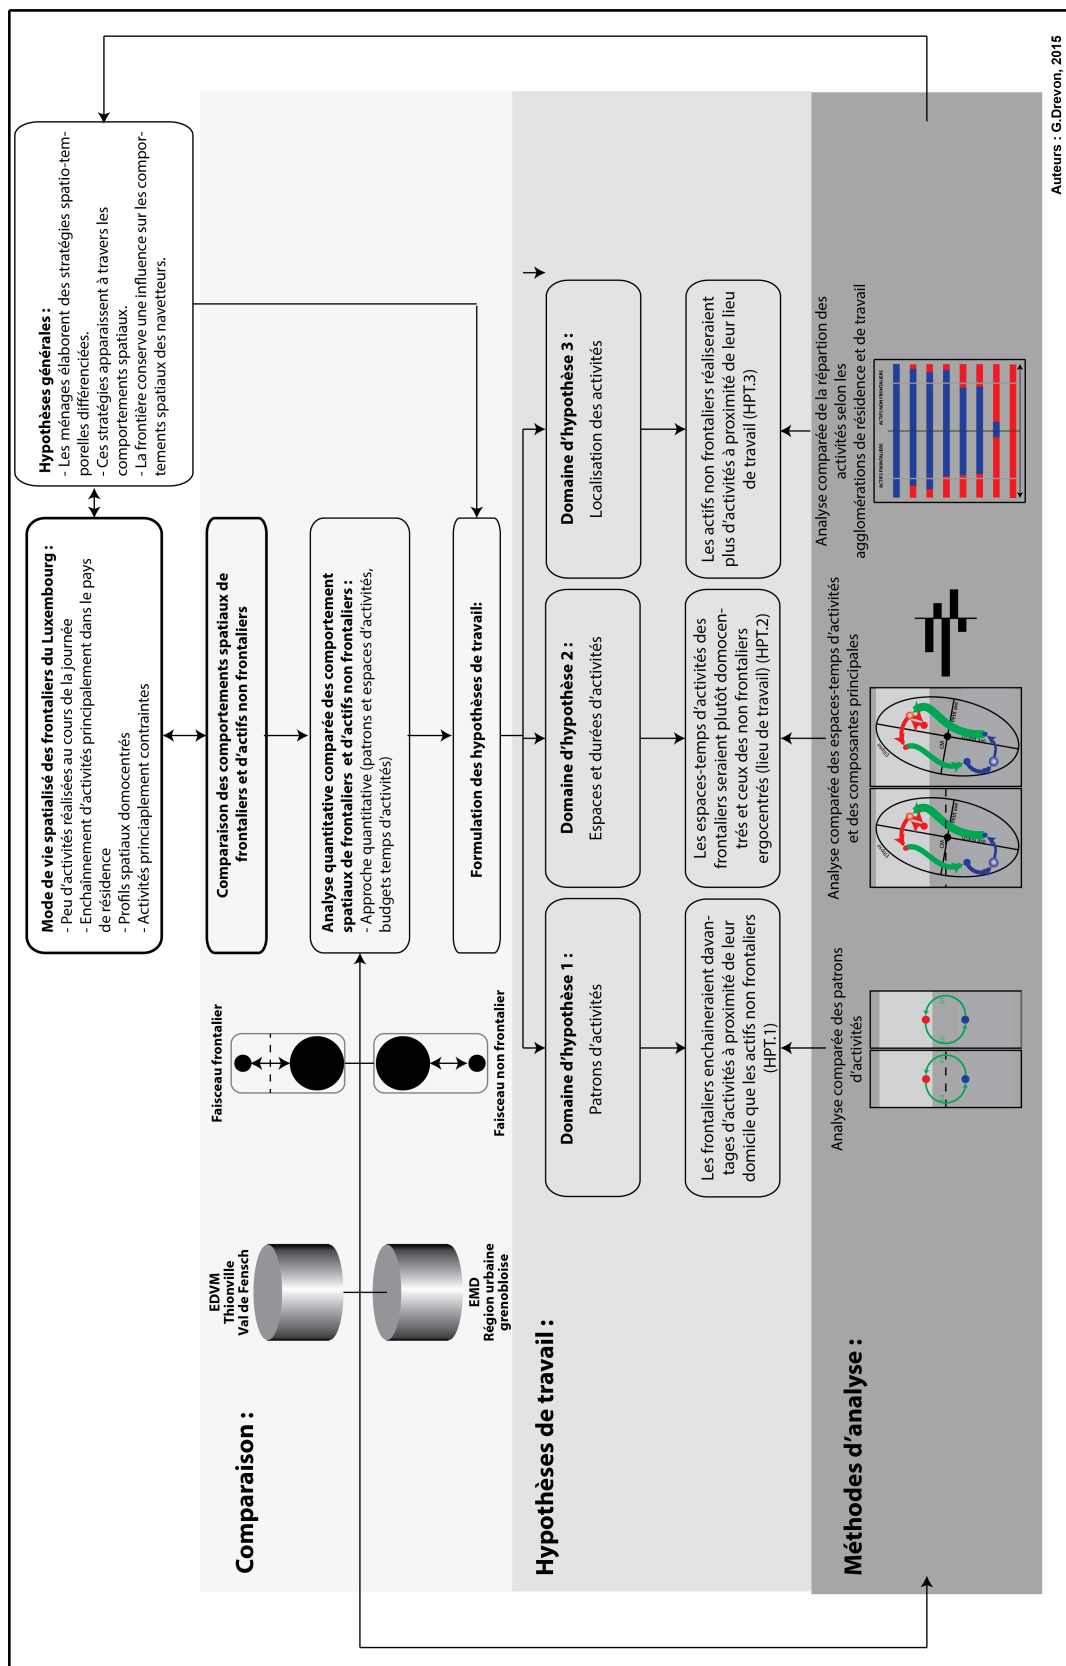 Mode de vie spatialisé des frontaliers du Luxembourg :
- Peu d'activités réalisées au cours de la journée
- Enchainnement d'activités principalement dans le pays
de résidence
- Profils spatiaux domocentrés
- Activités princiaplement contraintes
Hypothèses générales :
- Les ménages élaborent des stratégies spatio-tem-
porelles différenciées.
- Ces stratégies apparaissent à travers les
comportements spatiaux.
- La frontière conserve une influence sur les compor-
tements spatiaux des navetteurs.
Comparaison :
EDVM
Thionville
Val de Fensch
EMD
Région urbaine
grenobloise
Faisceau frontalier
Faisceau non frontalier
Comparaison des comportements spatiaux de
frontaliers et d'actifs non frontaliers
Analyse quantitative comparée des comportement
spatiaux de frontaliers et d'actifs non frontaliers :
- Approche quantitative (patrons et espaces d'activités,
budgets temps d'activités)
Formulation des hypothèses de travail:
Hypothèses de travail :
Domaine d'hypothèse 1 :
Patrons d'activités
Domaine d'hypothèse 2 :
Espaces et durées d'activités
Domaine d'hypothèse 3 :
Localisation des activités
Les frontaliers enchaineraient davan-
tages d'activités à proximité de leur
domicile que les actifs non frontaliers
(HPT.1)
Les espaces-temps d'activités des
frontaliers seraient plutôt domocen-
trés et ceux des non frontaliers
ergocentrés (lieu de travail) (HPT.2)
Les actifs non frontaliers réaliseraient
plus d'activités à proximité de leur lieu
de travail (HPT.3)
Méthodes d'analyse :
Analyse comparée des patrons
d'activités
Analyse comparée des espaces-temps d'activités
et des composantes principales
Analyse comparée de la répartion des
activités selon les
agglomérations de résidence et de travail
ACTIFS FRONTALIERS
ACTIFS NON FRONTALIERS
Auteurs : G.Drevon, 2015